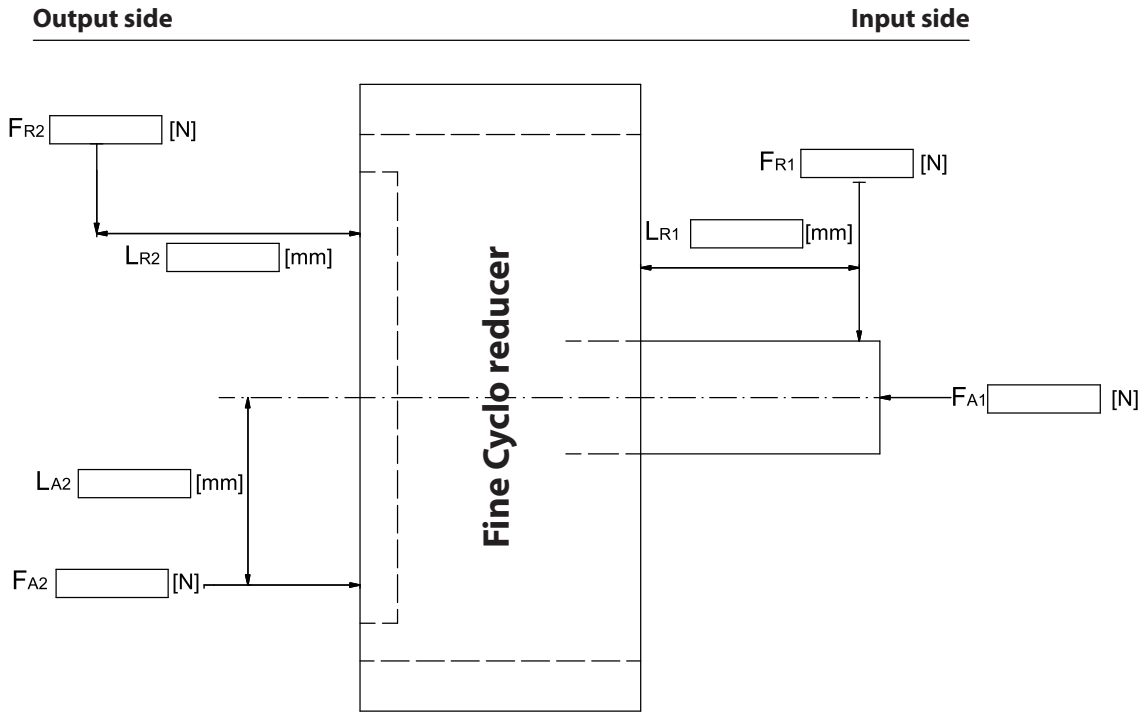 Output side
Input side
FR2 [N]
FR1 [N]
LR1 [mm]
LR2 [mm]
Fine Cyclo reducer
FA1 [N]
LA2 [mm]
FA2 [N]